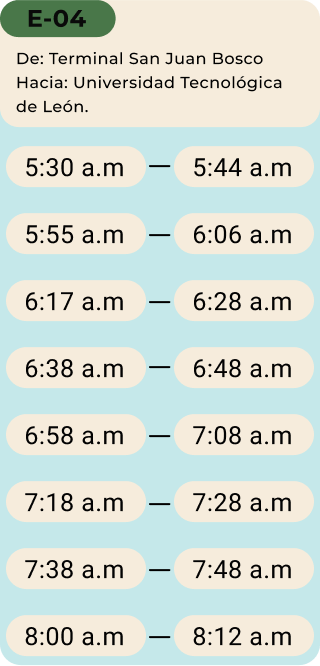 E-04
De: Terminal San Juan Bosco
Hacia: Universidad Tecnológica
de León.
5:30 a.m — 5:44 a.m
5:55 a.m — 6:06 a.m
6:17 a.m — 6:28 a.m
6:38 a.m — 6:48 a.m
6:58 a.m — 7:08 a.m
7:18 a.m — 7:28 a.m
7:38 a.m — 7:48 a.m
8:00 a.m — 8:12 a.m